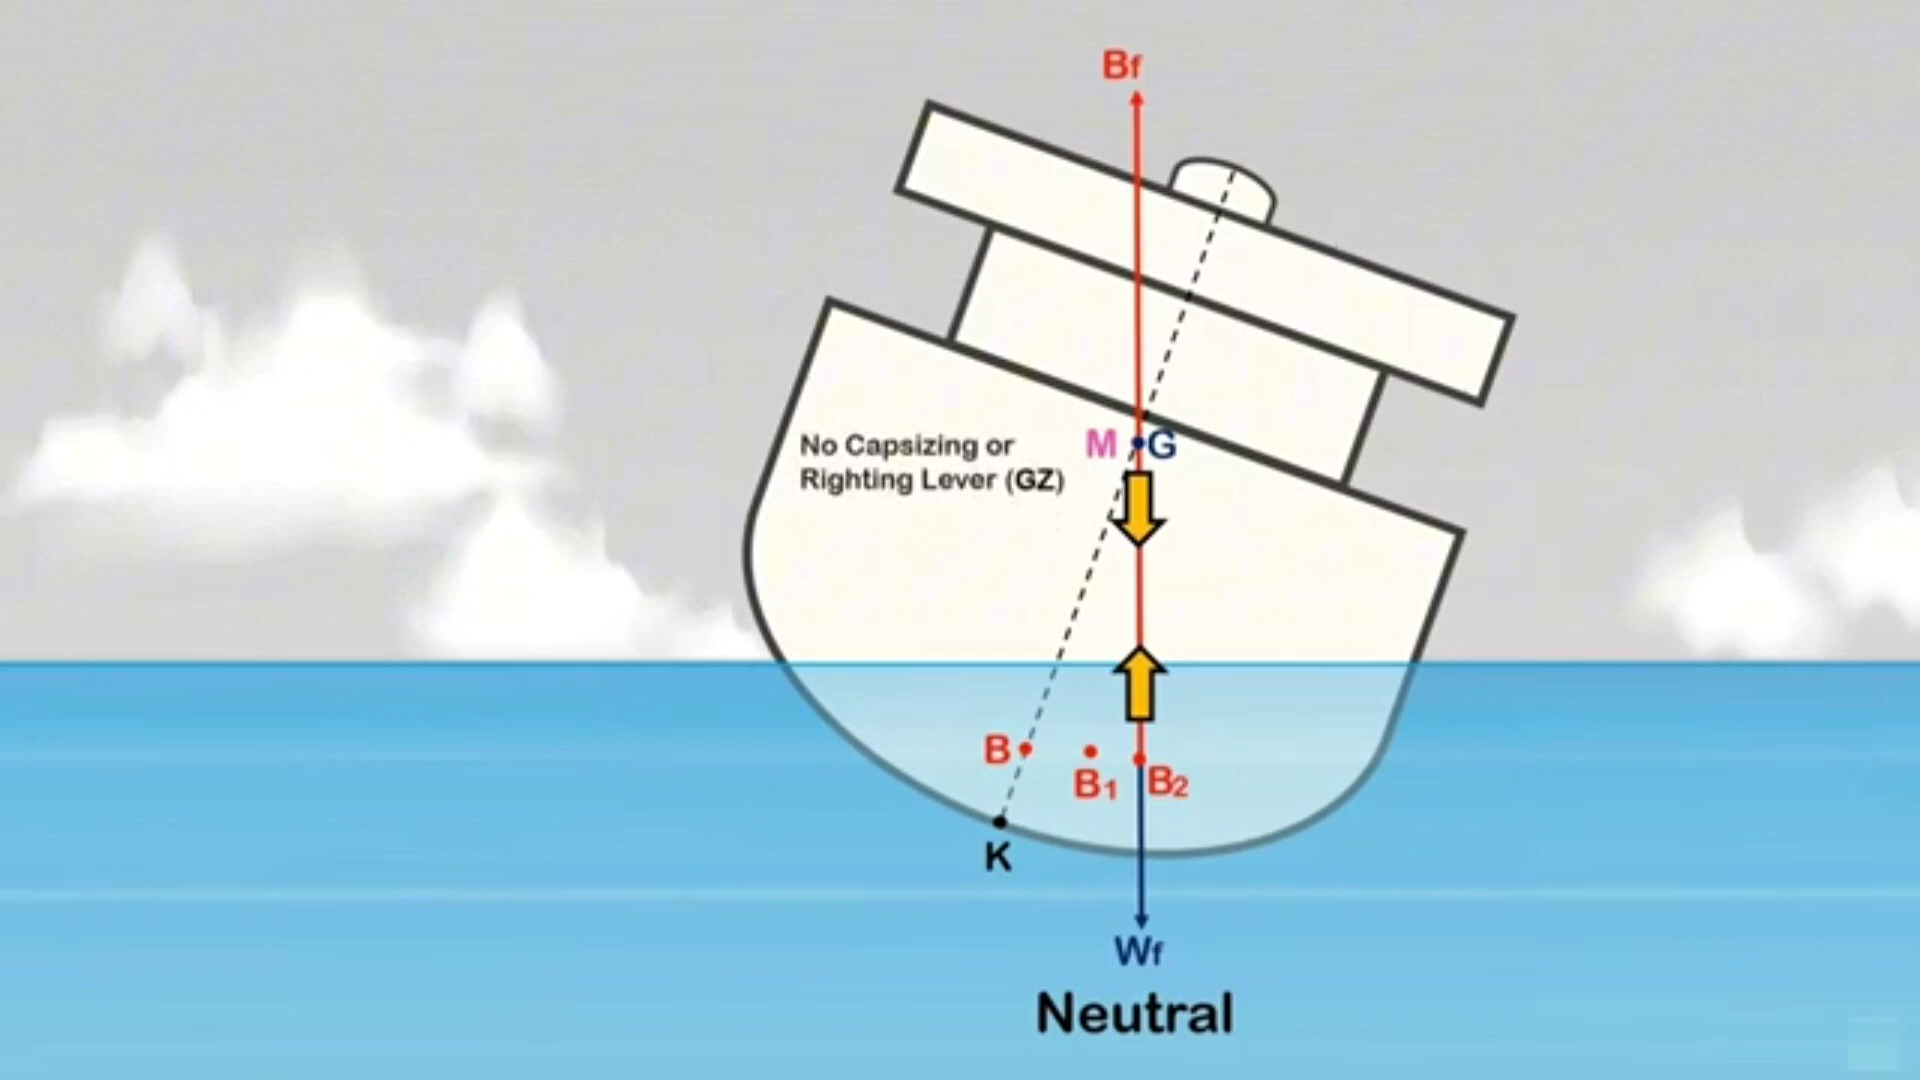 Bf
No Capsizing or
Righting Lever (GZ)
M
G
B
B1
B2
K
Wf
Neutral